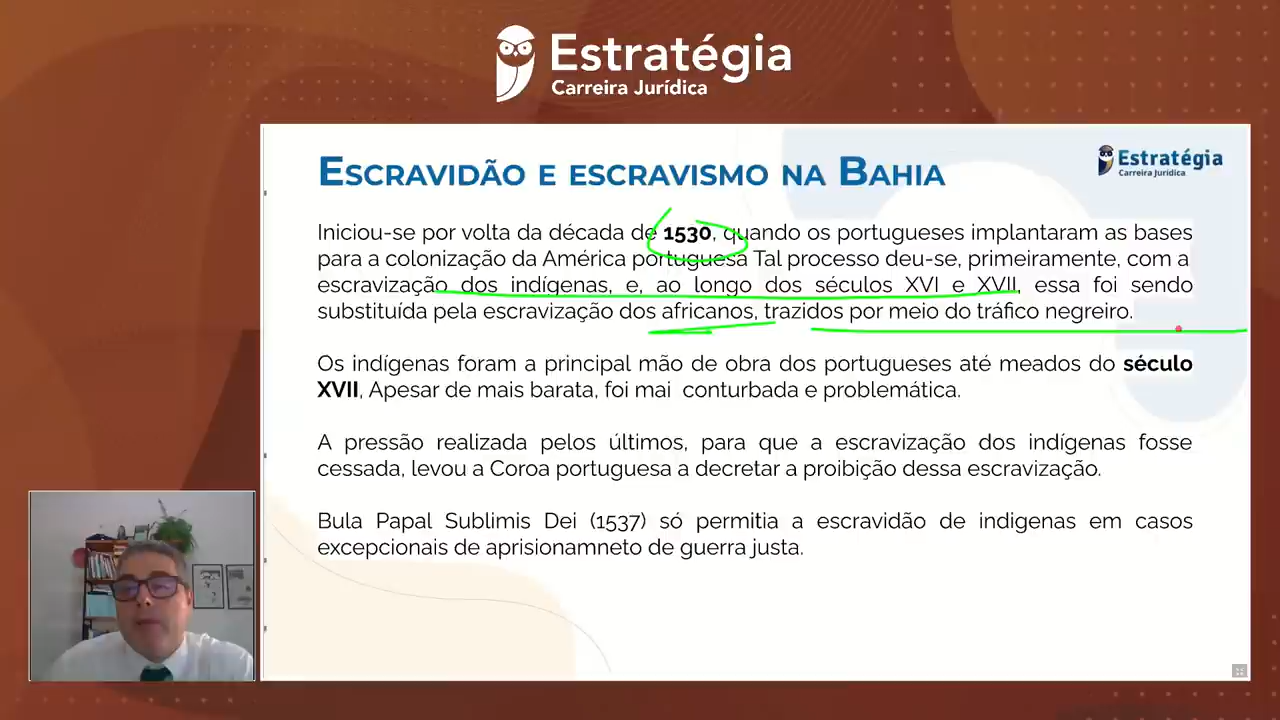 Estratégia
Carreira Jurídica
ESCRAVIDÃO E ESCRAVISMO NA BAHIA
Estratégia
Carreira Jurídica
Iniciou-se por volta da década de 1530, quando os portugueses implantaram as bases
para a colonização da América portuguesa Tal processo deu-se, primeiramente, com a
escravização dos indígenas, e, ao longo dos séculos XVI e XVII, essa foi sendo
substituída pela escravização dos africanos, trazidos por meio do tráfico negreiro.
Os indígenas foram a principal mão de obra dos portugueses até meados do século
XVII, Apesar de mais barata, foi mai conturbada e problemática.
A pressão realizada pelos últimos, para que a escravização dos indígenas fosse
cessada, levou a Coroa portuguesa a decretar a proibição dessa escravização.
Bula Papal Sublimis Dei (1537) só permitia a escravidão de indigenas em casos
excepcionais de aprisionamneto de guerra justa.